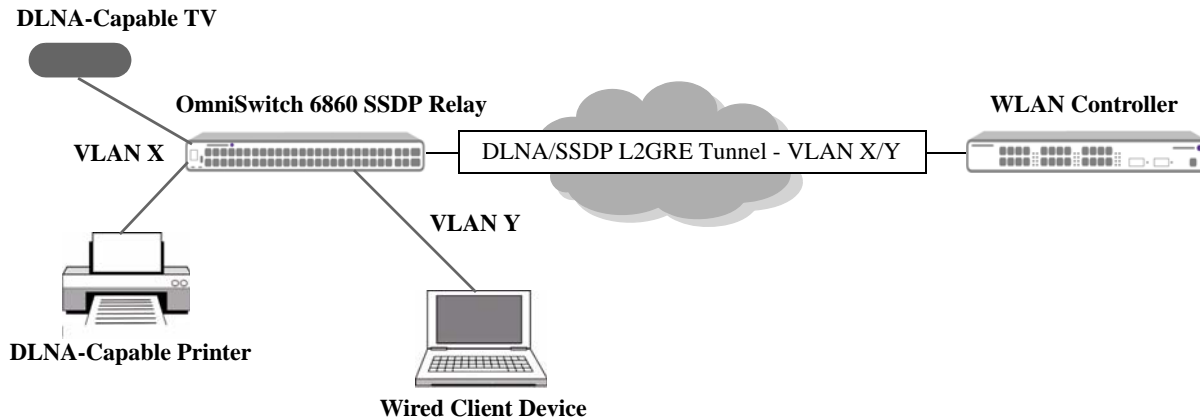 DLNA-Capable TV
OmniSwitch 6860 SSDP Relay
WLAN Controller
VLAN X
DLNA/SSDP L2GRE Tunnel - VLAN X/Y
VLAN Y
DLNA-Capable Printer
Wired Client Device